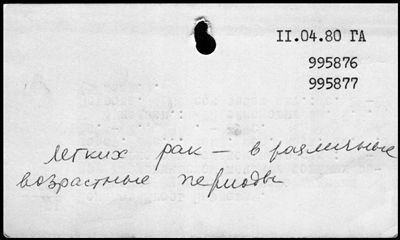 II.04.80 ГА
995876
995877
легких рак – в различные
возрастные периоды